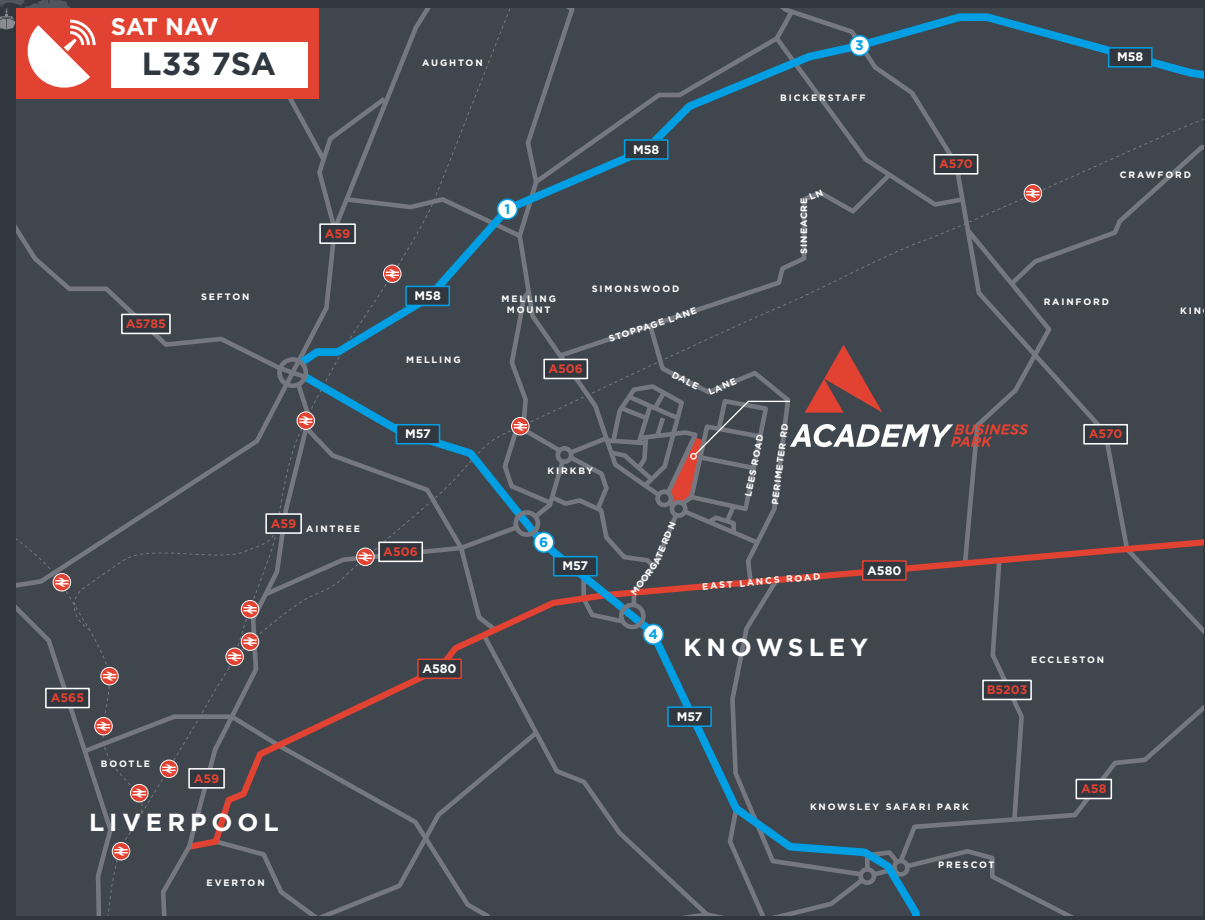 SAT NAV
L33 7SA
AUGHTON
3
M58
BICKERSTAFF
M58
A570
CRAWFORD
1
SINEACRE LN
A59
SEFTON
M58
MELLING
MOUNT
SIMONSWOOD
RAINFORD
KIN
A5785
STOPPAGE LANE
MELLING
A506
DALE LANE
M57
ACADEMY
BUSINESS
PARK
A570
LEES ROAD
PERIMETER RD
KIRKBY
A59
AINTREE
A506
6
M57
MOORGATE RD N
EAST LANCS ROAD
A580
4
KNOWSLEY
ECCLESTON
A580
B5203
A565
M57
BOOTLE
A59
A58
KNOWSLEY SAFARI PARK
LIVERPOOL
PRESCOT
EVERTON